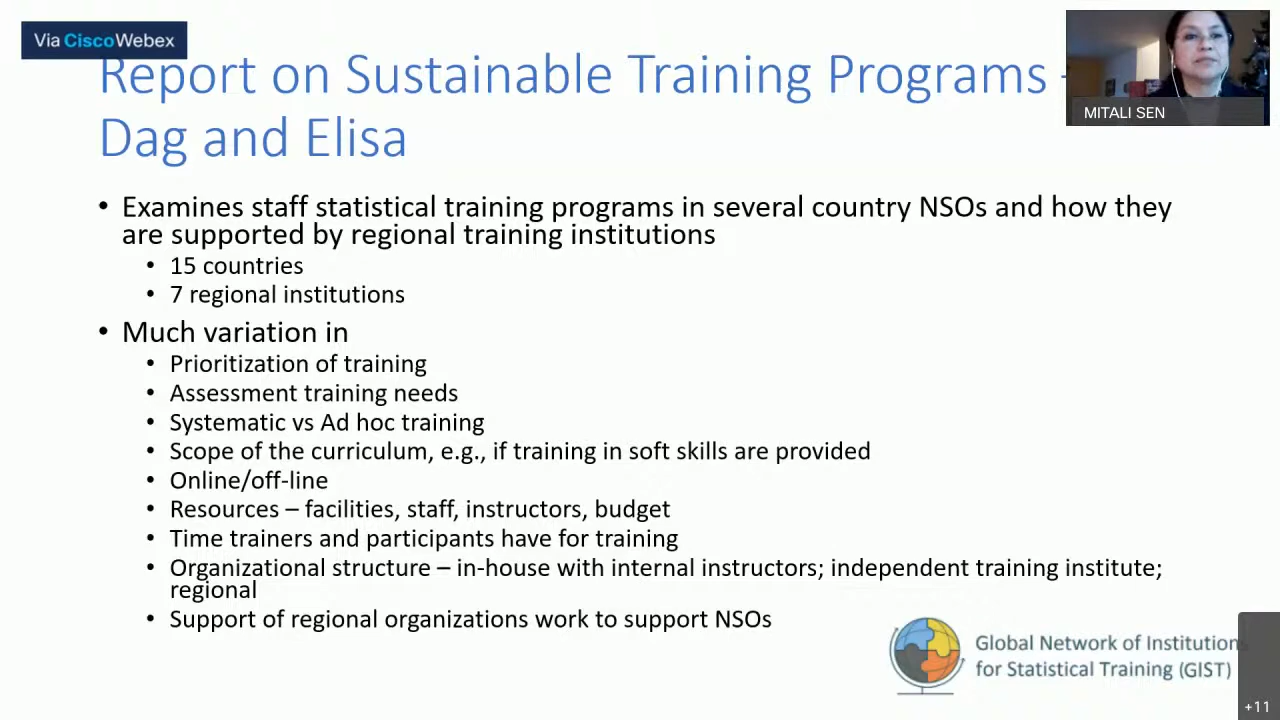 Via CiscoWebex
Report on Sustainable Training Programs -
Dag and Elisa
MITALI SEN
• Examines staff statistical training programs in several country NSOs and how they
are supported by regional training institutions
• 15 countries
• 7 regional institutions
• Much variation in
• Prioritization of training
• Assessment training needs
• Systematic vs Ad hoc training
• Scope of the curriculum, e.g., if training in soft skills are provided
• Online/off-line
• Resources – facilities, staff, instructors, budget
• Time trainers and participants have for training
• Organizational structure – in-house with internal instructors; independent training institute;
regional
• Support of regional organizations work to support NSOs
Global Network of Institutions
for Statistical Training (GIST)
+11